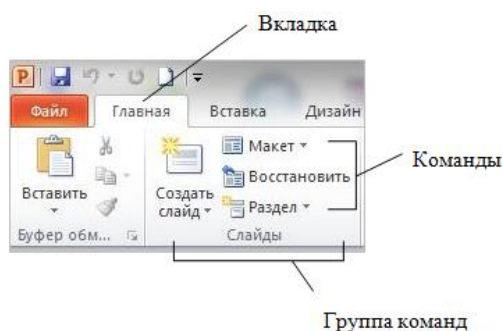 Вкладка
P
Файл Главная Вставка Дизайн
Макет
Восстановить
Раздел
Вставить
Создать
слайд
Команды
Буфер обм... Слайды
Группа команд